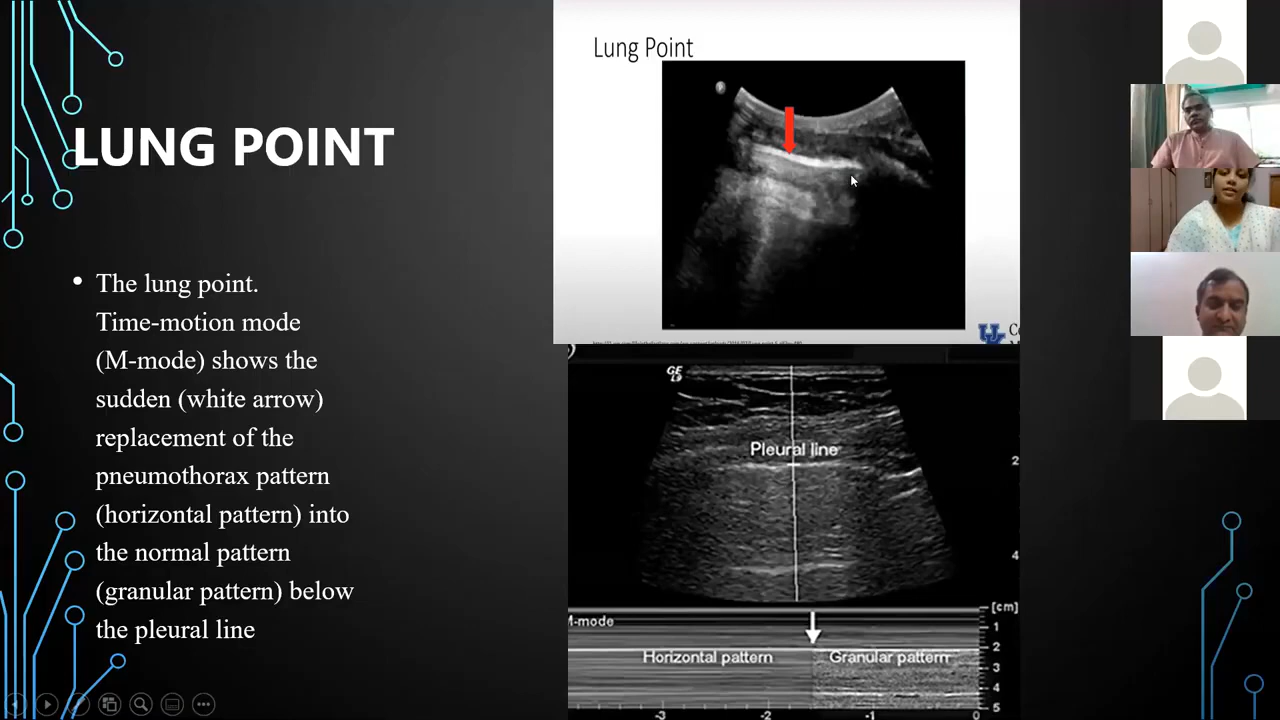 LUNG POINT
• The lung point.
Time-motion mode
(M-mode) shows the
sudden (white arrow)
replacement of the
pneumothorax pattern
(horizontal pattern) into
the normal pattern
(granular pattern) below
the pleural line
Lung Point
GE
L9
Pleural line
2
4
M-mode
[cm]
1
2
3
4
5
Horizontal pattern
Granular pattern
-3
-2
-1
0